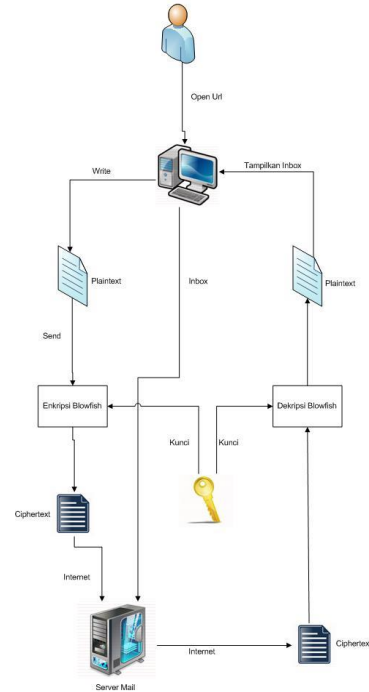 Open Url
Write
Tampilkan Inbox
Plaintext
Inbox
Plaintext
Send
Enkripsi Blowfish
Dekripsi Blowfish
Kunci
Kunci
Ciphertext
Internet
Internet
Ciphertex
Server Mail